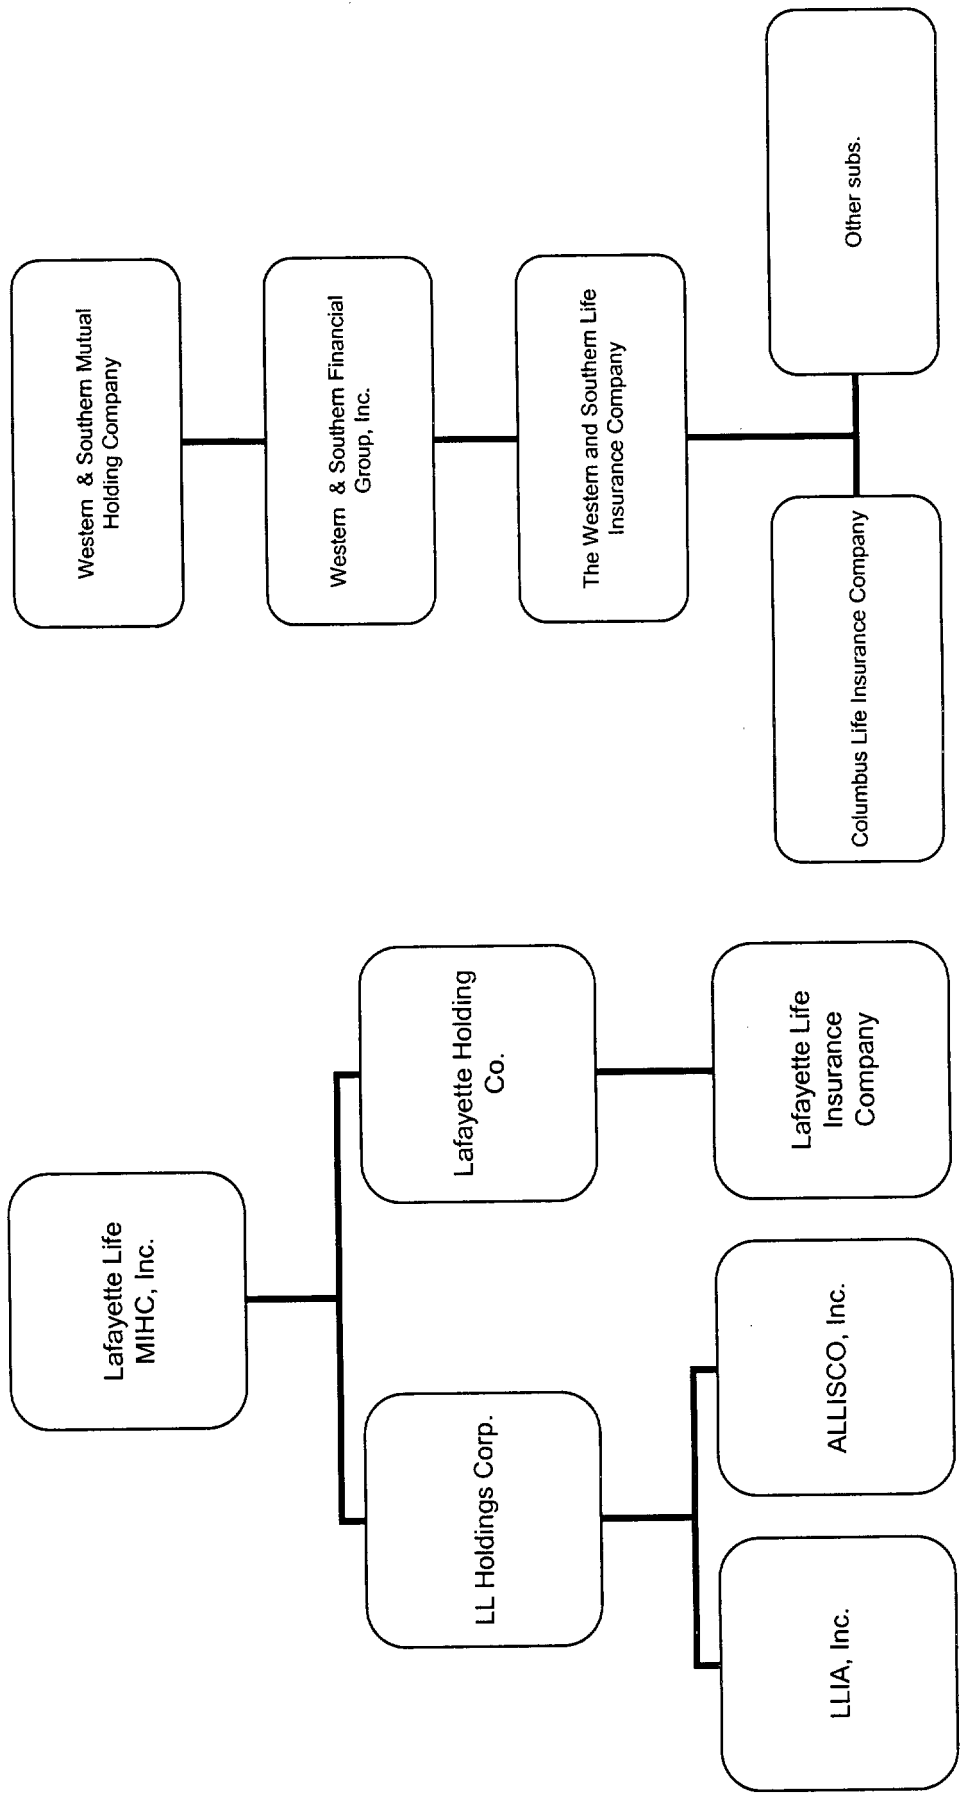 Lafayette Life
MIHC, Inc.
LL Holdings Corp.
Lafayette Holding
Co.
LLIA, Inc.
ALLISCO, Inc.
Lafayette Life
Insurance
Company
Western & Southern Mutual
Holding Company
Western & Southern Financial
Group, Inc.
The Western and Southern Life
Insurance Company
Columbus Life Insurance Company
Other subs.